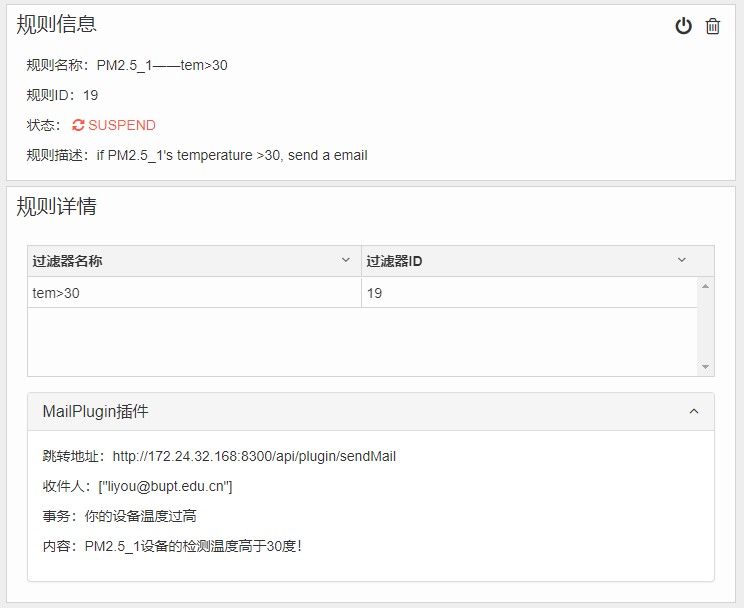 规则信息
规则名称：PM2.5_1——tem>30
规则ID：19
状态： SUSPEND
规则描述：if PM2.5_1's temperature >30, send a email
规则详情
过滤器名称 过滤器ID
tem>30 19
MailPlugin插件
跳转地址：http://172.24.32.168:8300/api/plugin/sendMail
收件人：["liyou@bupt.edu.cn"]
事务：你的设备温度过高
内容：PM2.5_1设备的检测温度高于30度！